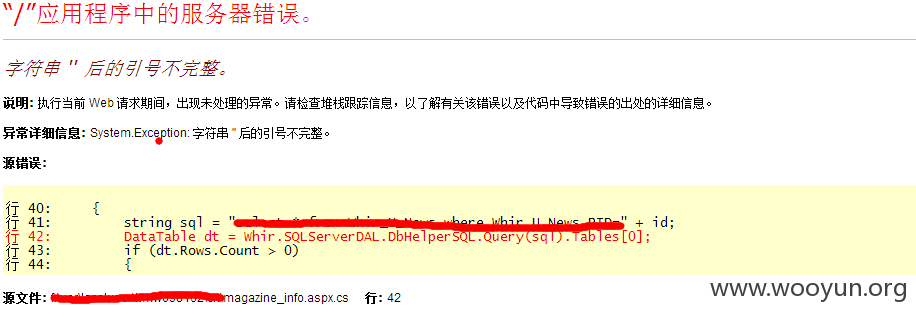 “/”应用程序中的服务器错误。
字符串 '' 后的引号不完整。
说明: 执行当前 Web 请求期间，出现未处理的异常。请检查堆栈跟踪信息，以了解有关该错误以及代码中导致错误的出处的详细信息。
异常详细信息: System.Exception: 字符串 '' 后的引号不完整。
源错误:
行 40:     {
行 41:         string sql = " where Whir_U_News_PID=" + id;
行 42:         DataTable dt = Whir.SQLServerDAL.DbHelperSQL.Query(sql).Tables[0];
行 43:         if (dt.Rows.Count > 0)
行 44:         {
源文件: magazine_info.aspx.cs    行: 42
www.wooyun.org